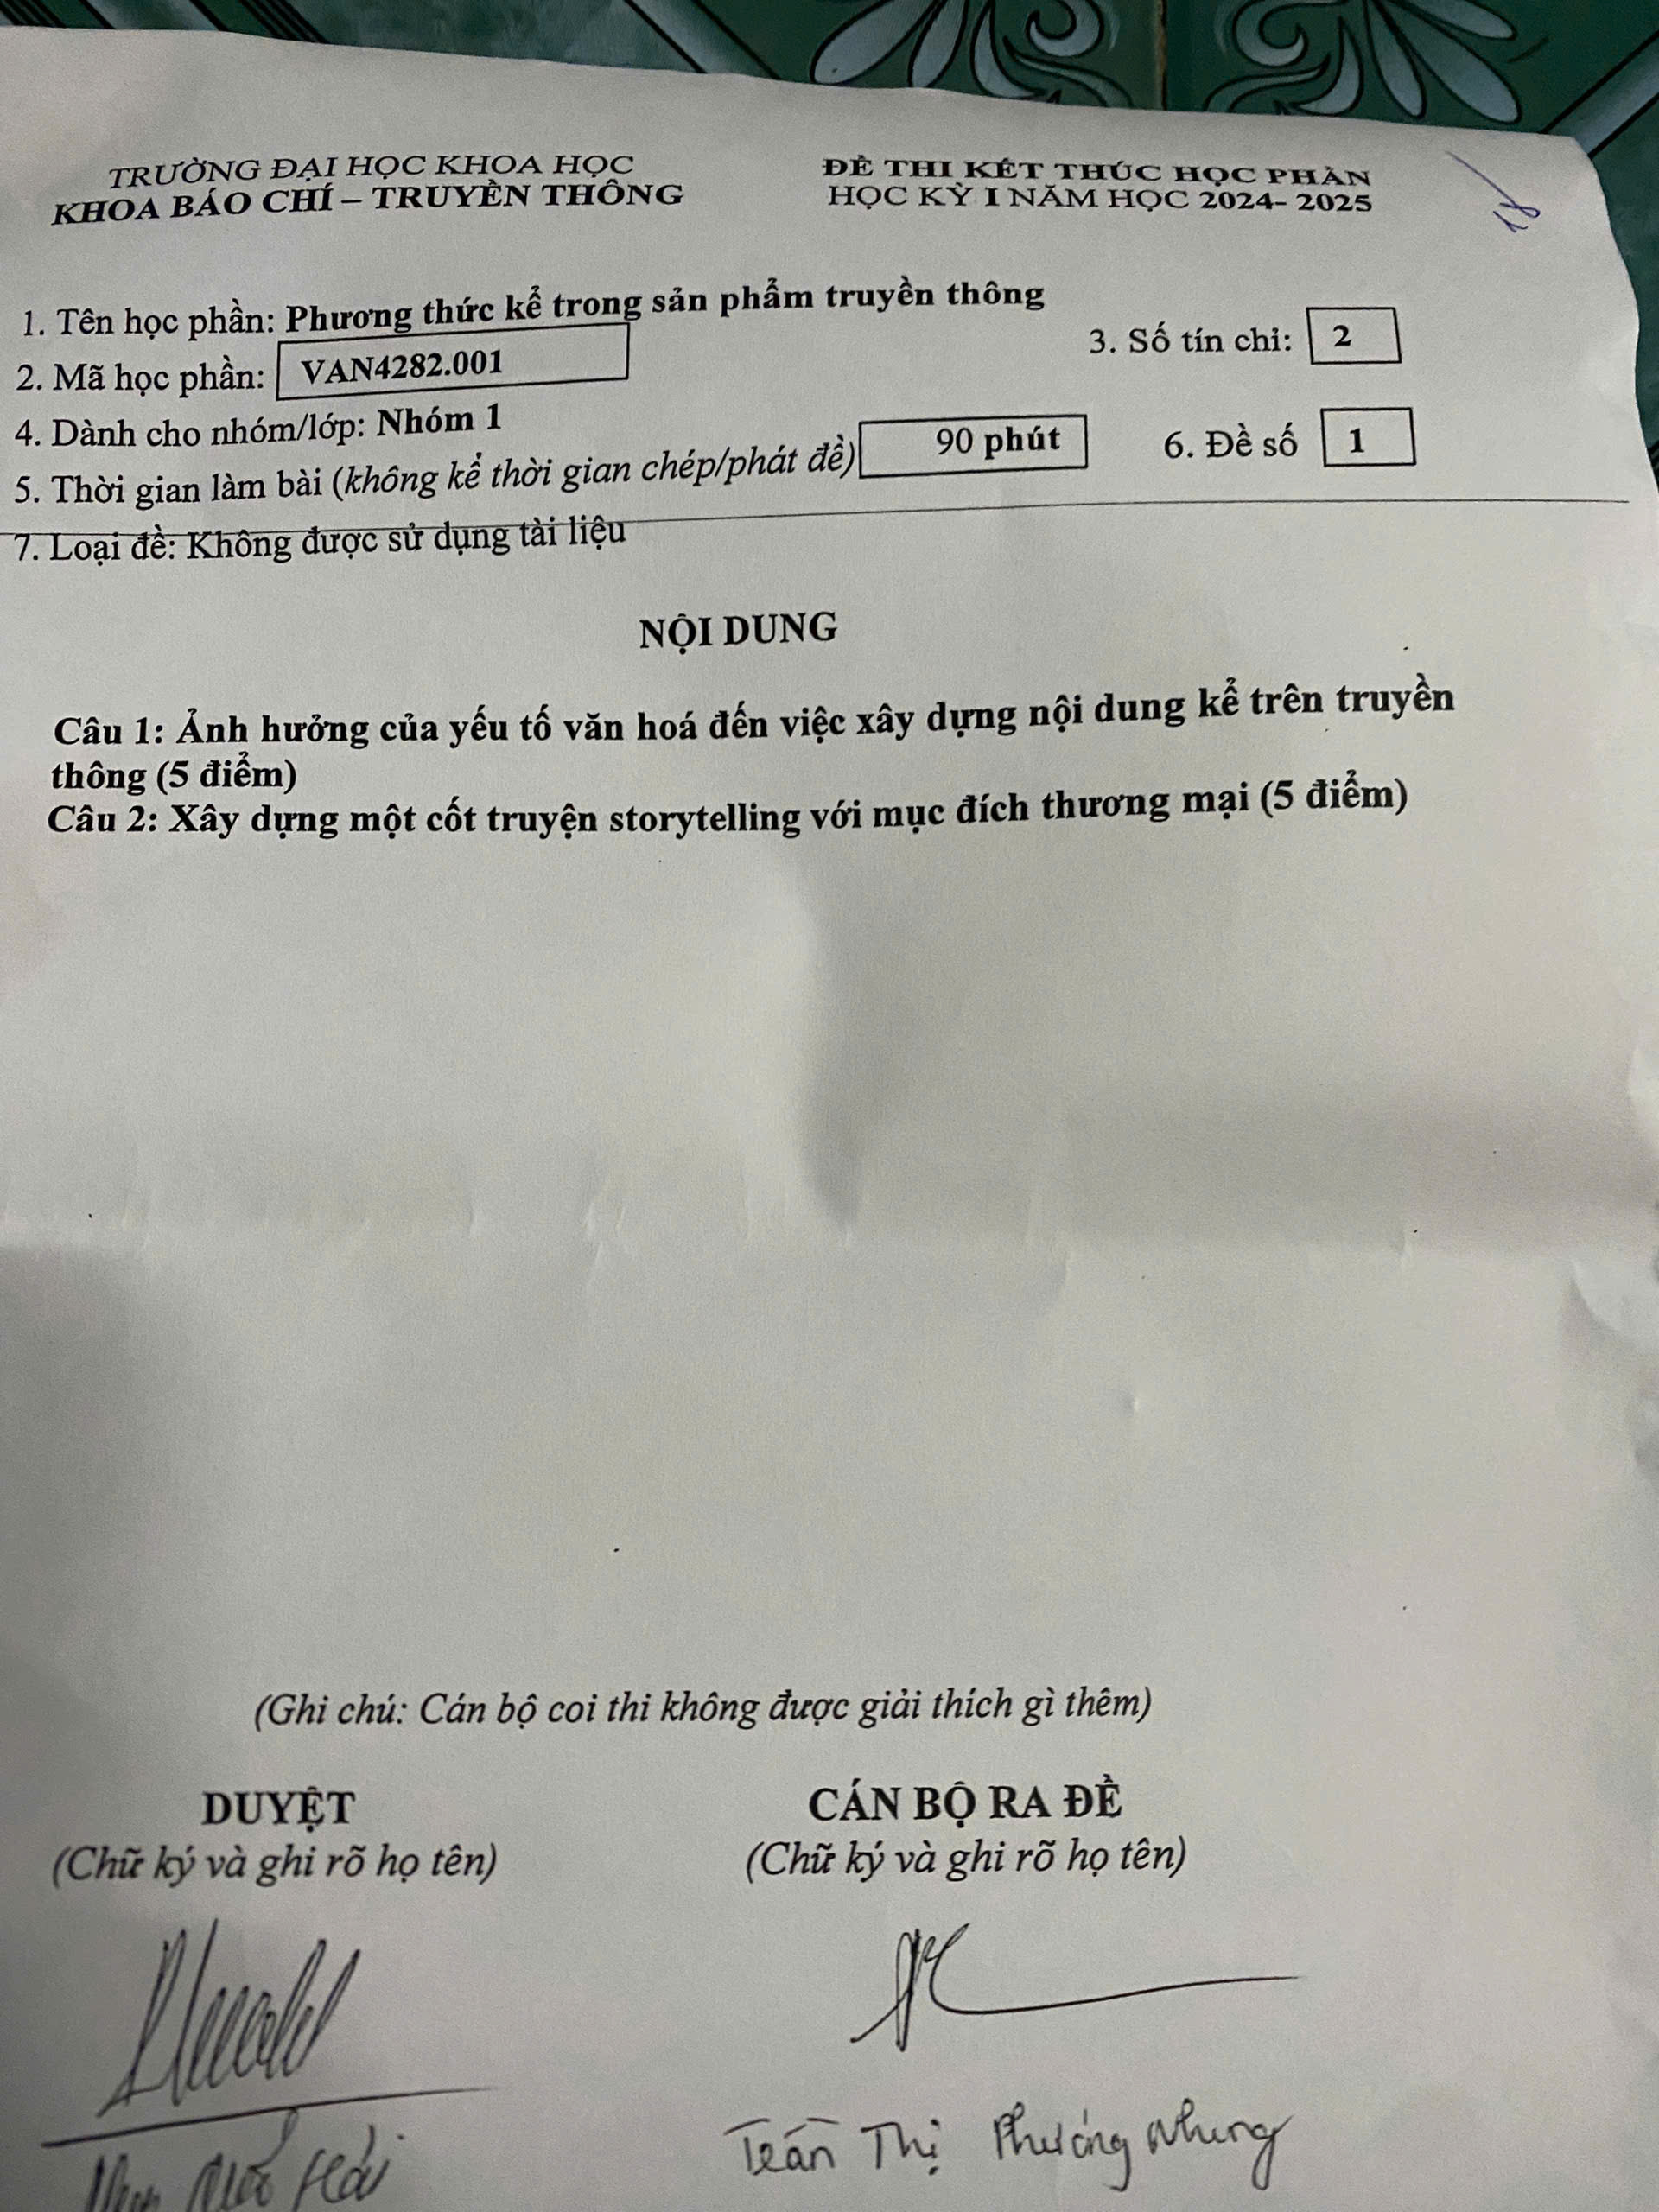 TRƯỜNG ĐẠI HỌC KHOA HỌC
KHOA BÁO CHÍ – TRUYỀN THÔNG
ĐỀ THI KẾT THÚC HỌC PHẦN
HỌC KỲ I NĂM HỌC 2024- 2025
1. Tên học phần: Phương thức kể trong sản phẩm truyền thông
2. Mã học phần: VAN4282.001
3. Số tín chỉ: 2
4. Dành cho nhóm/lớp: Nhóm 1
5. Thời gian làm bài (không kể thời gian chép/phát đề) 90 phút
6. Đề số 1
7. Loại đề: Không được sử dụng tài liệu
NỘI DUNG
Câu 1: Ảnh hưởng của yếu tố văn hoá đến việc xây dựng nội dung kể trên truyền
thông (5 điểm)
Câu 2: Xây dựng một cốt truyện storytelling với mục đích thương mại (5 điểm)
(Ghi chú: Cán bộ coi thi không được giải thích gì thêm)
DUYỆT
(Chữ ký và ghi rõ họ tên)
CÁN BỘ RA ĐỀ
(Chữ ký và ghi rõ họ tên)
Trần Thị Phương Nhung